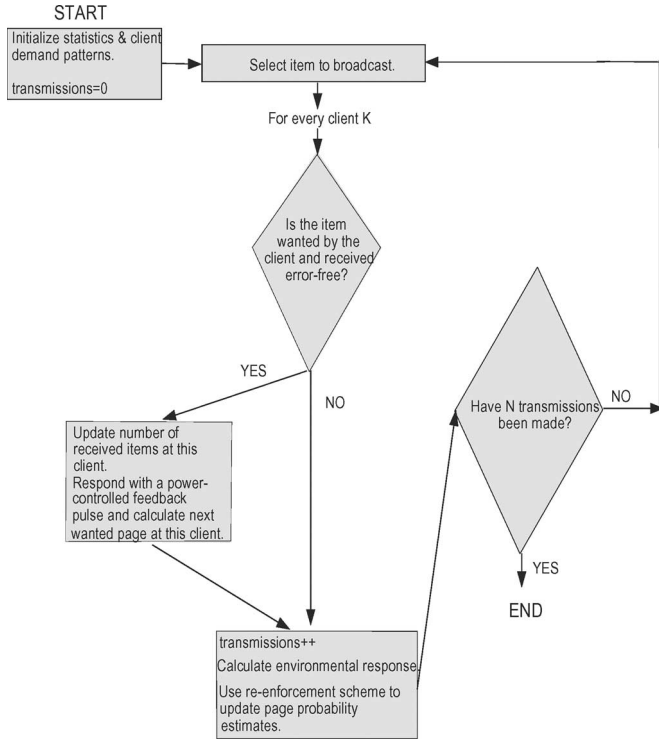 START
Initialize statistics & client
demand patterns.
transmissions=0
Select item to broadcast.
For every client K
Is the item
wanted by the
client and received
error-free?
YES
NO
Update number of
received items at this
client.
Respond with a power-
controlled feedback
pulse and calculate next
wanted page at this client.
transmissions++
Calculate environmental response
Use re-enforcement scheme to
update page probability
estimates.
Have N transmissions
been made?
NO
YES
END